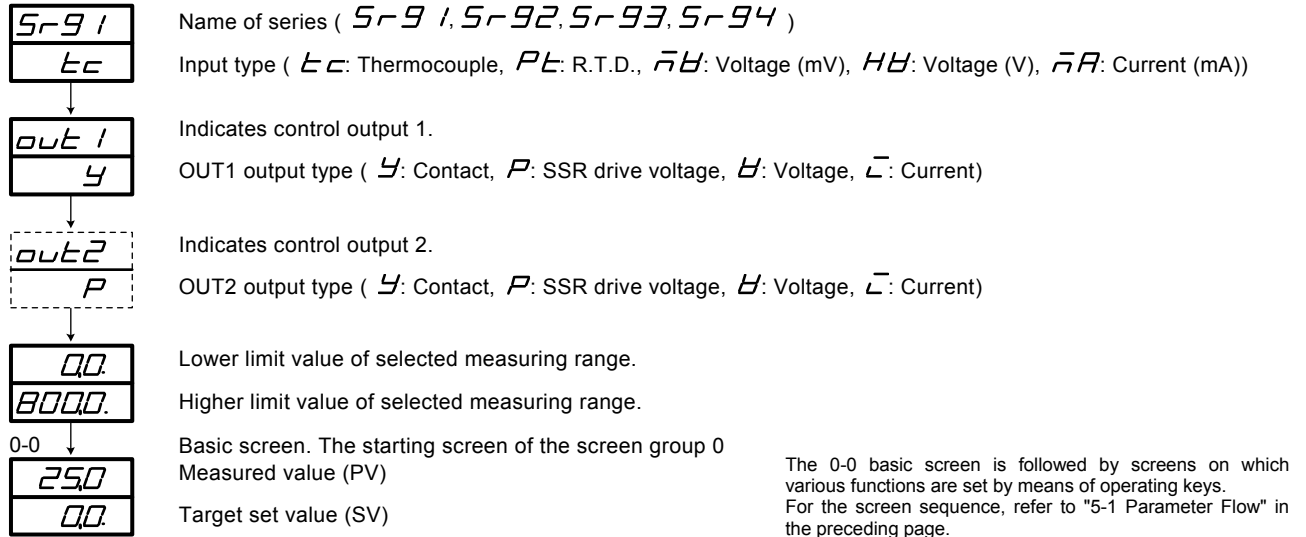 Sr91
tc
Name of series ( Sr91, Sr92, Sr93, Sr94 )
Input type ( tc: Thermocouple, Pt: R.T.D., mV: Voltage (mV), HV: Voltage (V), mA: Current (mA))
out1
Y
Indicates control output 1.
OUT1 output type ( Y: Contact, P: SSR drive voltage, V: Voltage, I: Current)
out2
P
Indicates control output 2.
OUT2 output type ( Y: Contact, P: SSR drive voltage, V: Voltage, I: Current)
0.0.
Lower limit value of selected measuring range.
800.0.
Higher limit value of selected measuring range.
0-0
Basic screen. The starting screen of the screen group 0
25.0
Measured value (PV)
0.0.
Target set value (SV)
The 0-0 basic screen is followed by screens on which
various functions are set by means of operating keys.
For the screen sequence, refer to "5-1 Parameter Flow" in
the preceding page.